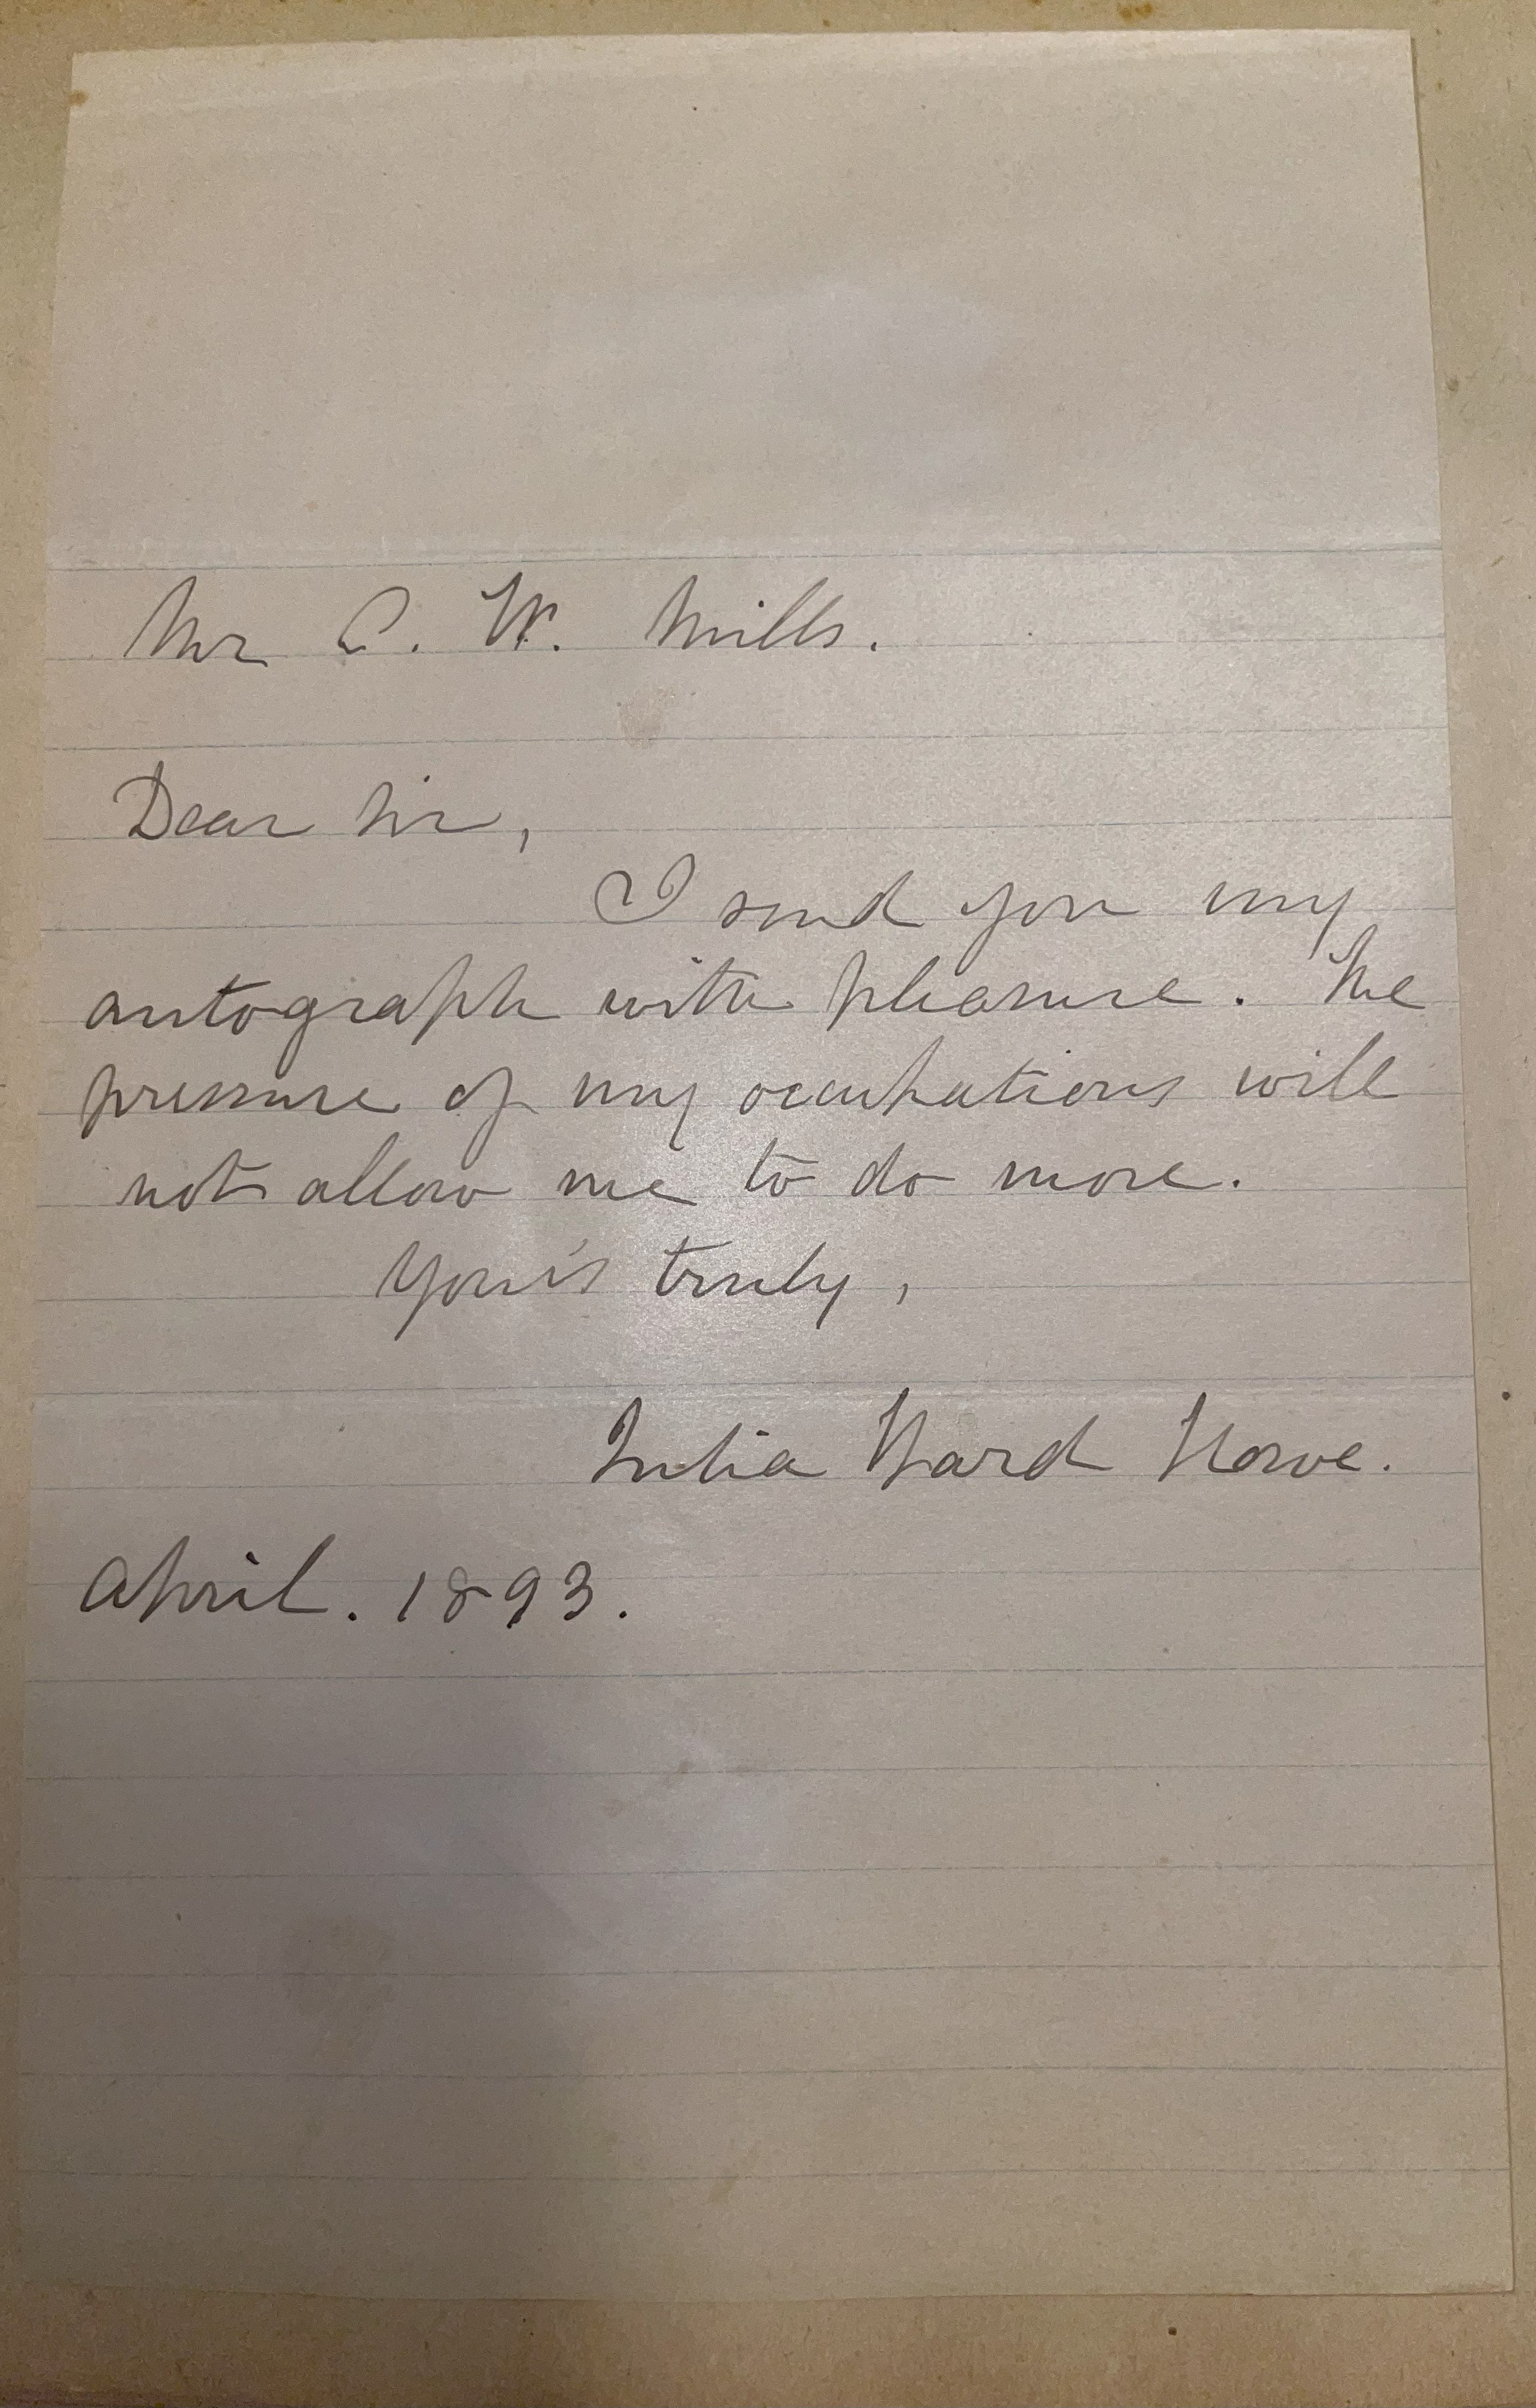 Mr C. W. Mills.
Dear Sir,
I send you my
autograph with pleasure. The
pressure of my occupations will
not allow me to do more.
Your's truly,
Julia Ward Howe.
April. 1893.